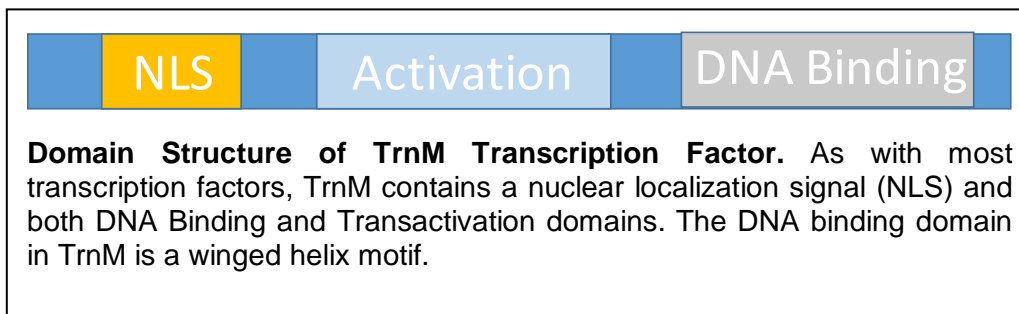 NLS Activation DNA Binding
Domain Structure of TrnM Transcription Factor. As with most
transcription factors, TrnM contains a nuclear localization signal (NLS) and
both DNA Binding and Transactivation domains. The DNA binding domain
in TrnM is a winged helix motif.